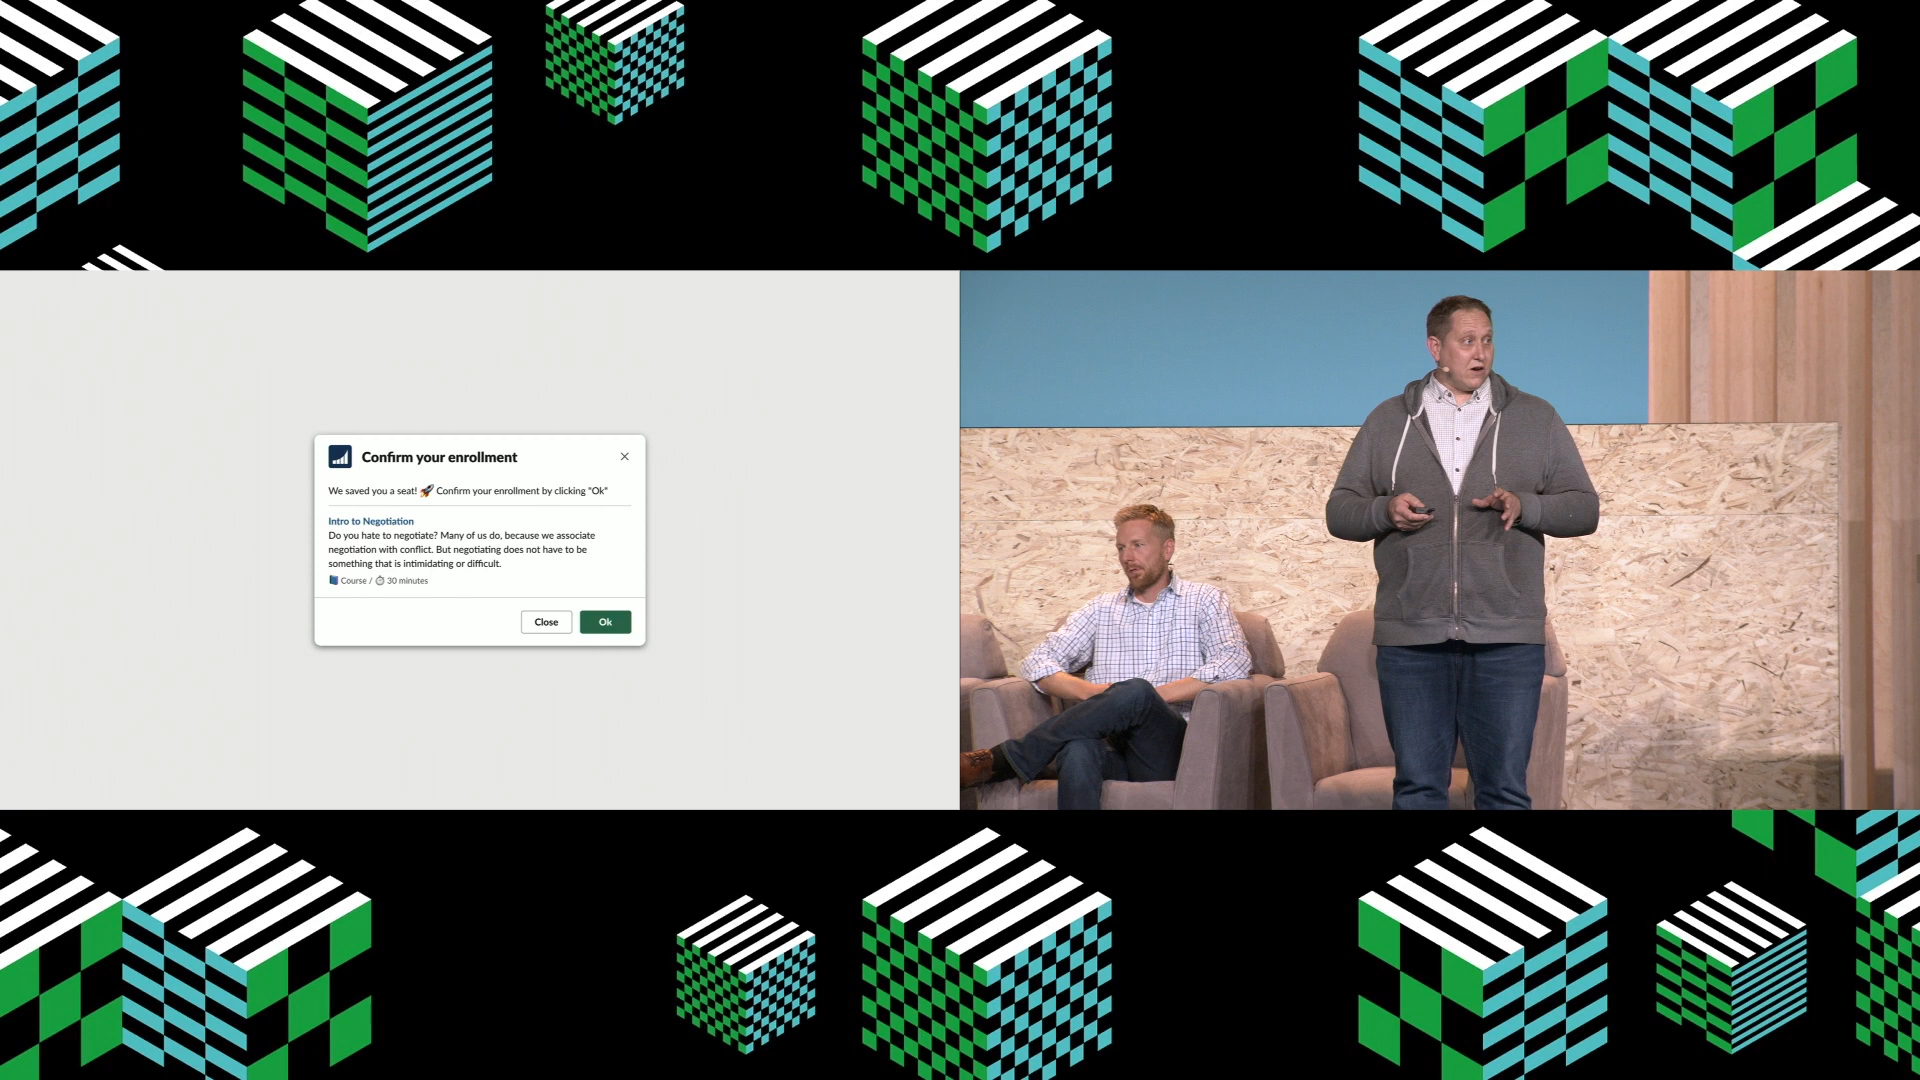 Confirm your enrollment
We saved you a seat! 🚀 Confirm your enrollment by clicking "Ok"
Intro to Negotiation
Do you hate to negotiate? Many of us do, because we associate
negotiation with conflict. But negotiating does not have to be
something that is intimidating or difficult.
📘 Course / ⏱ 30 minutes
Close
Ok